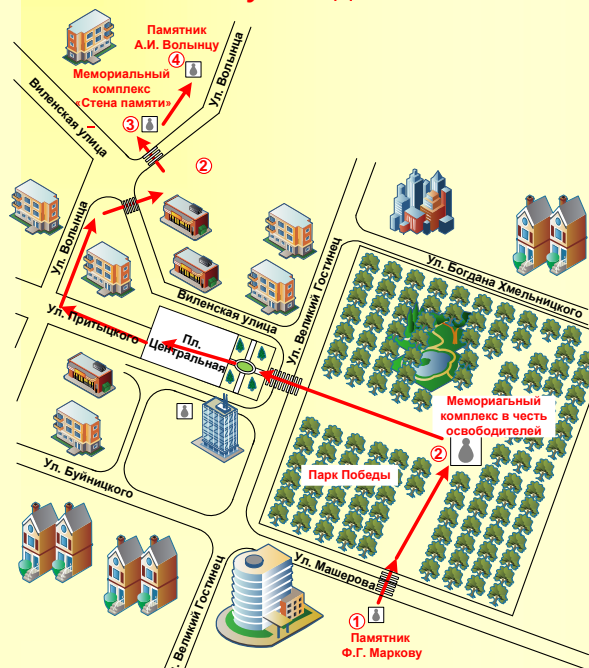 Памятник
А.И. Волынцу
④
Мемориальный
комплекс
«Стена памяти»
③
Ул. Волынца
Виленская улица
②
Ул. Волынца
Виленская улица
Ул. Великий Гостинец
Ул. Богдана Хмельницкого
Ул. Притыцкого
Пл.
Центральная
Мемориагьный
комплекс в честь
освободителей
②
Парк Победы
Ул. Буйницкого
Ул. Машерова
. Великий Гостинец
①
Памятник
Ф.Г. Маркову